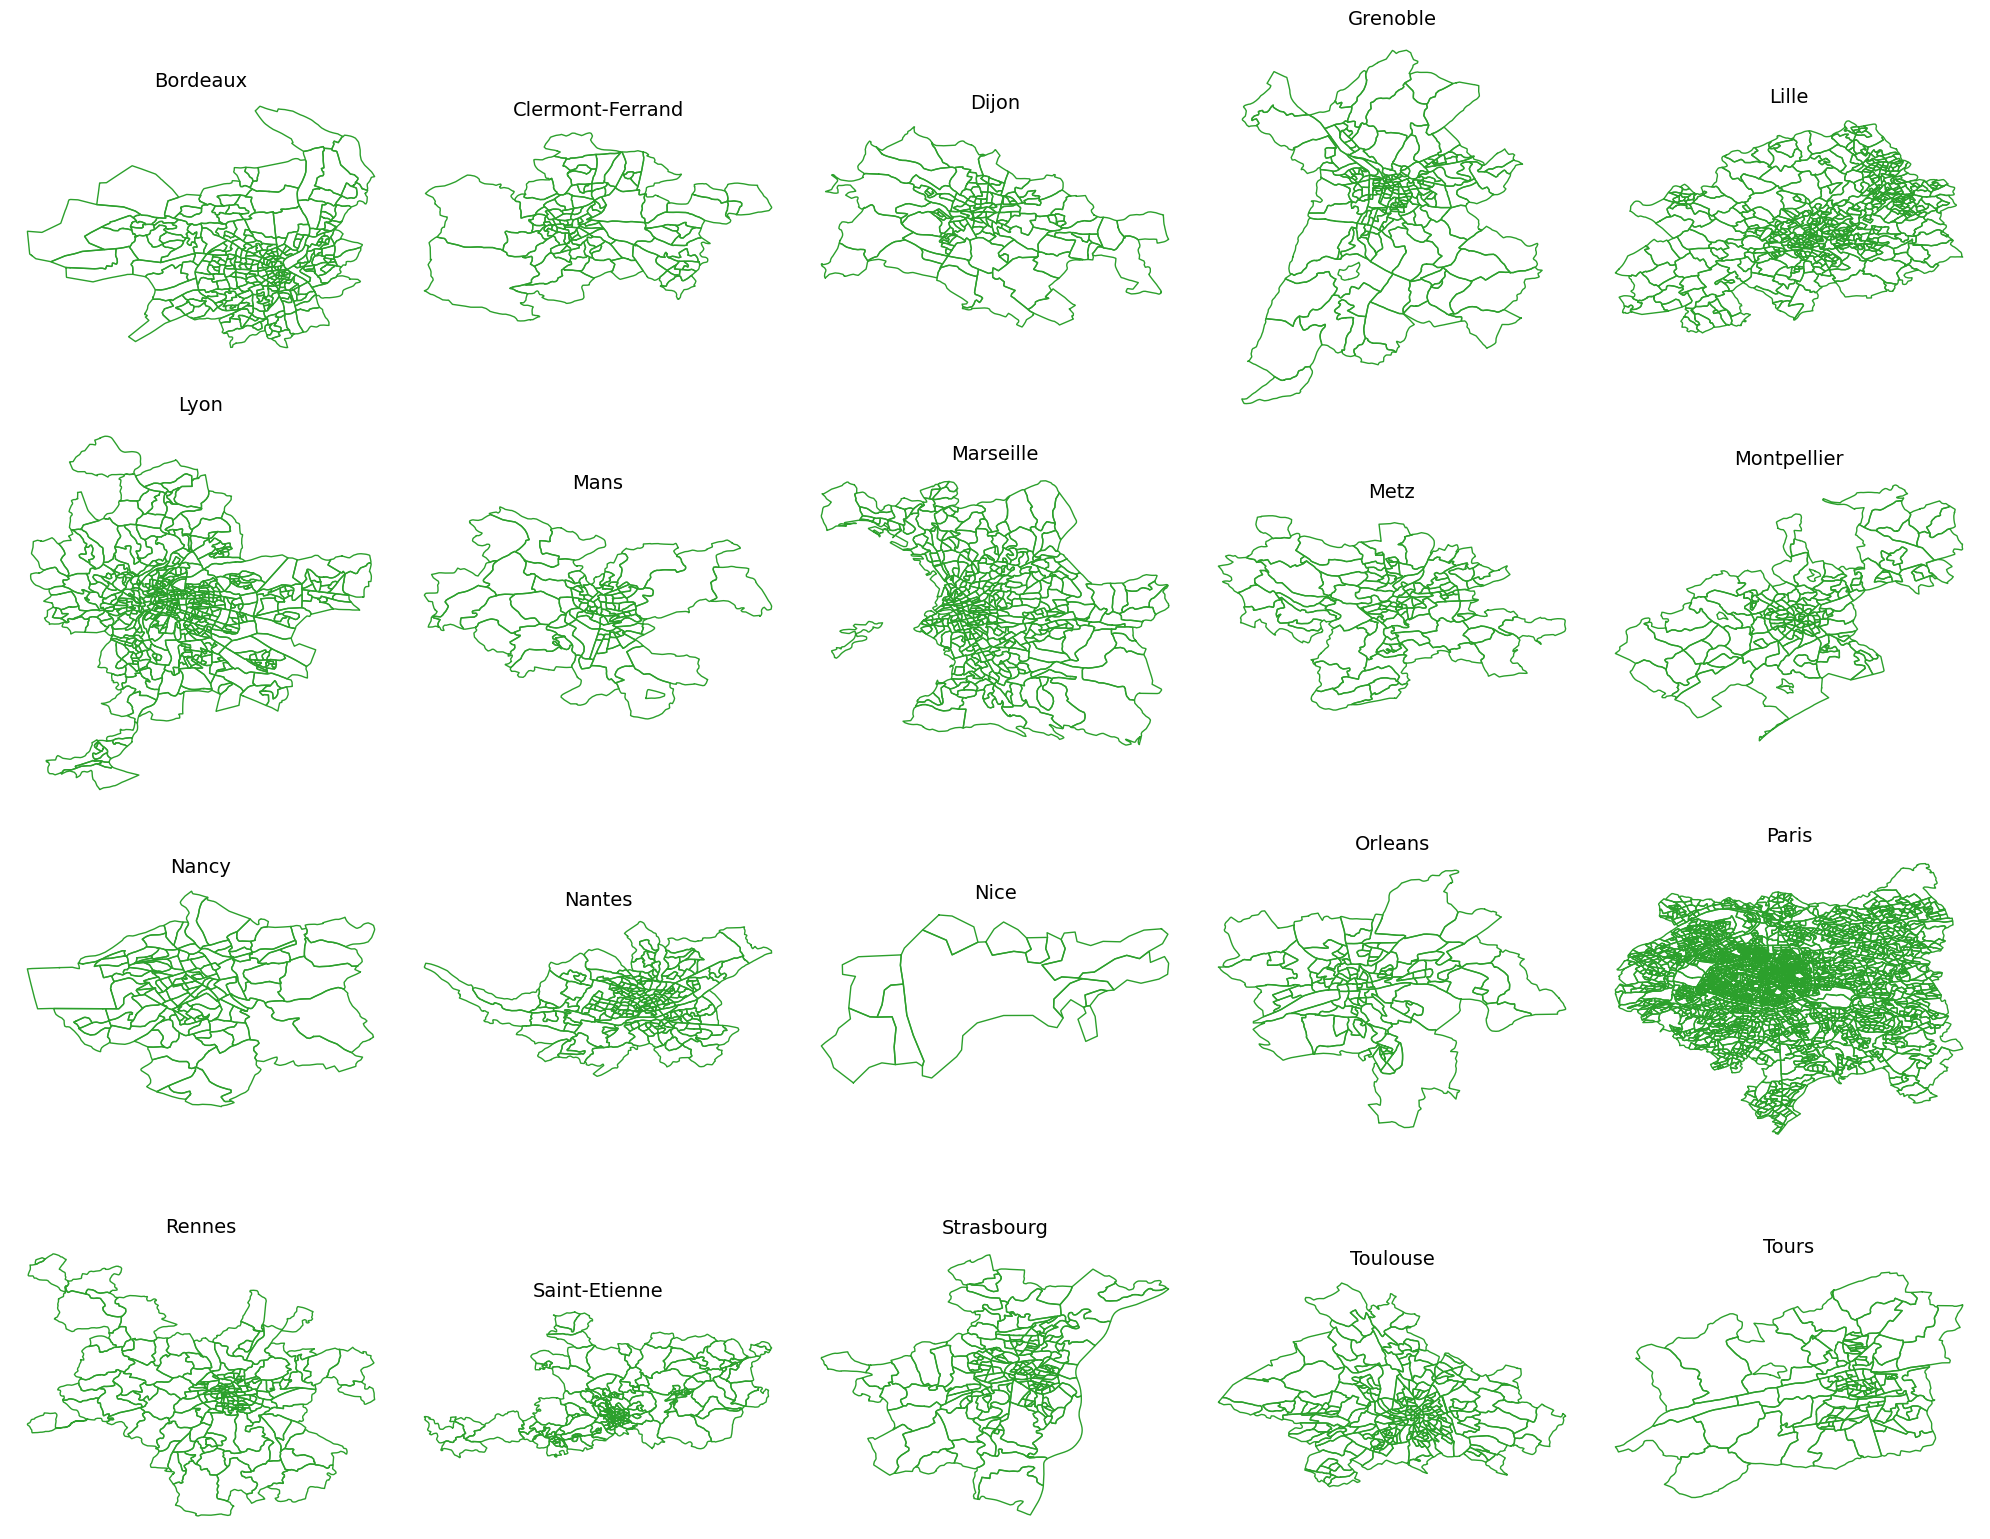 Bordeaux
Clermont-Ferrand
Dijon
Grenoble
Lille
Lyon
Mans
Marseille
Metz
Montpellier
Nancy
Nantes
Nice
Orleans
Paris
Rennes
Saint-Etienne
Strasbourg
Toulouse
Tours